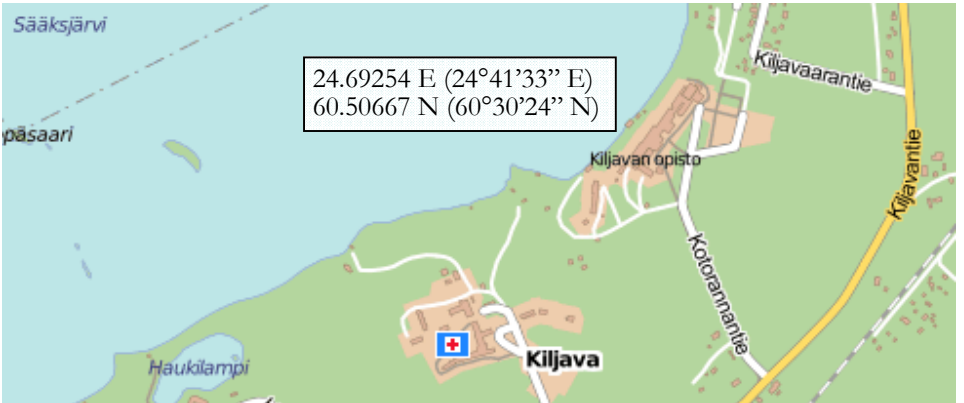 Sääksjärvi
24.69254 E (24°41’33” E)
60.50667 N (60°30’24” N)
Kiljavaarantie
päsaari
Kiljavan opisto
Kiljavantie
Kotorannantie
Haukilampi
Kiljava